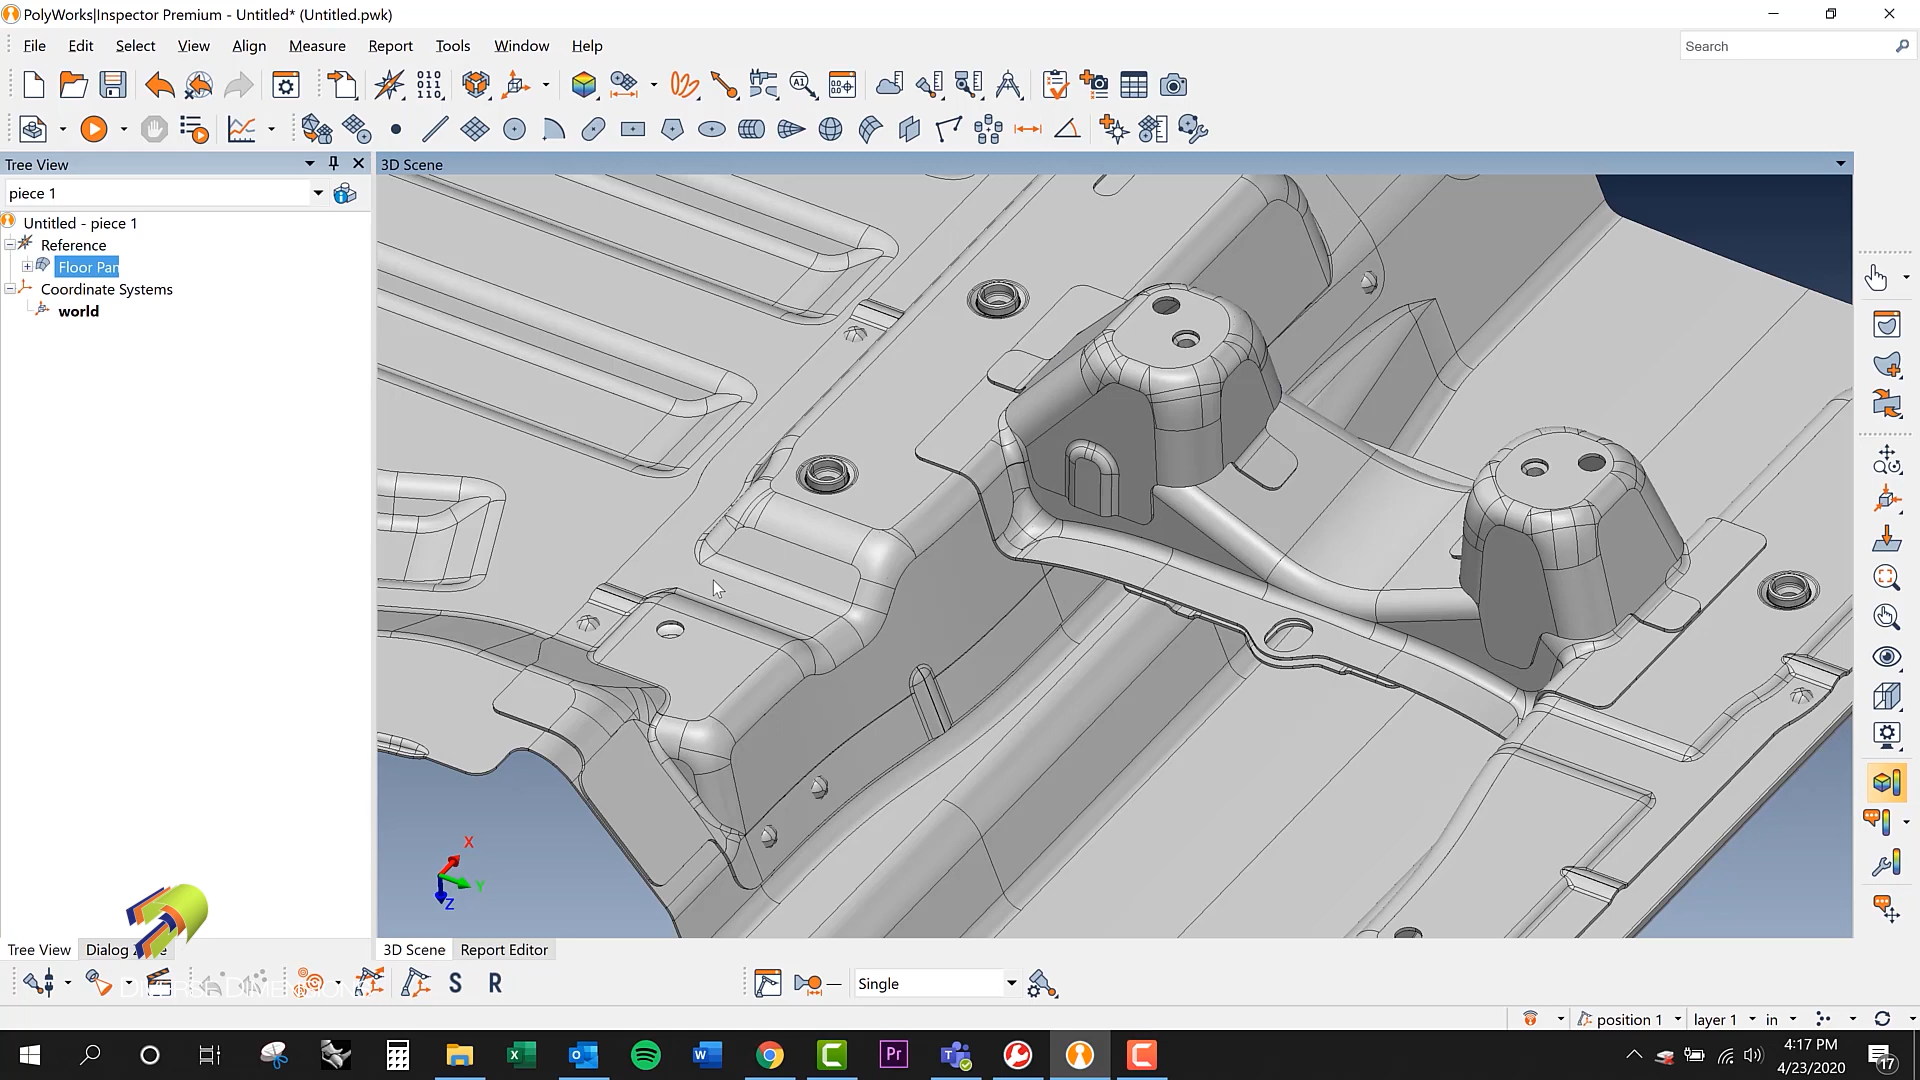 PolyWorks|Inspector Premium - Untitled* (Untitled.pwk)
File Edit Select View Align Measure Report Tools Window Help
Search
Tree View
3D Scene
piece 1
Untitled - piece 1
Reference
Floor Pan
Coordinate Systems
world
X
Y
Z
Tree View Dialog
3D Scene Report Editor
S R
Single
DIVERSE DIMENSIONS
position 1 layer 1 in
4:17 PM
4/23/2020
17